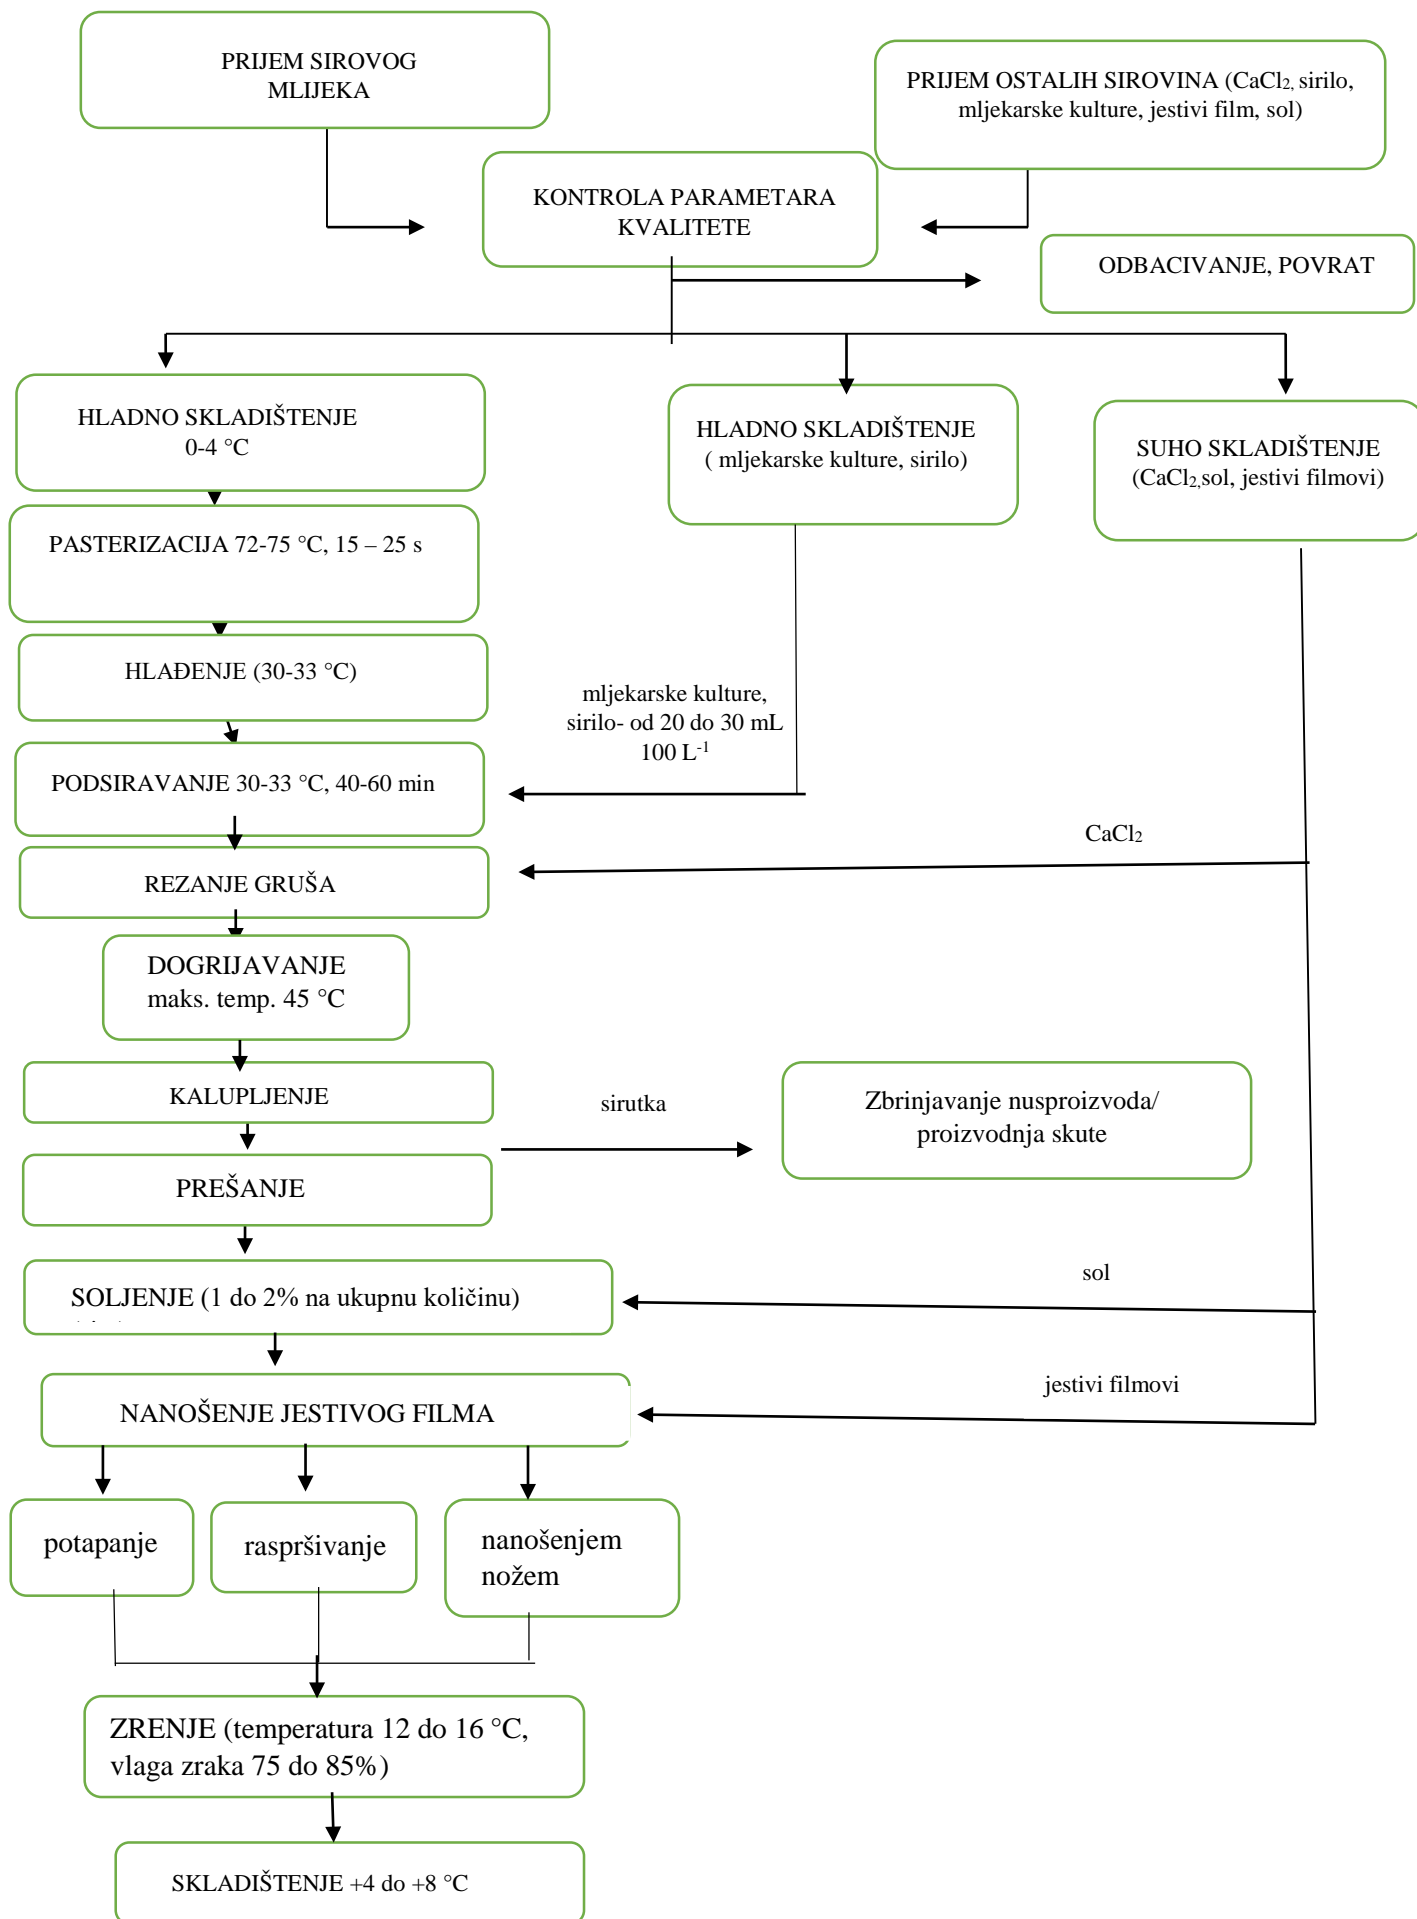 PRIJEM SIROVOG
MLIJEKA
PRIJEM OSTALIH SIROVINA (CaCl₂, sirilo,
mljekarske kulture, jestivi film, sol)
KONTROLA PARAMETARA
KVALITETE
ODBACIVANJE, POVRAT
HLADNO SKLADIŠTENJE
0-4 °C
HLADNO SKLADIŠTENJE
( mljekarske kulture, sirilo)
SUHO SKLADIŠTENJE
(CaCl₂,sol, jestivi filmovi)
PASTERIZACIJA 72-75 °C, 15 – 25 s
HLAĐENJE (30-33 °C)
mljekarske kulture,
sirilo- od 20 do 30 mL
100 L⁻¹
PODSIRAVANJE 30-33 °C, 40-60 min
CaCl₂
REZANJE GRUŠA
DOGRIJAVANJE
maks. temp. 45 °C
KALUPLJENJE
sirutka
Zbrinjavanje nusproizvoda/
proizvodnja skute
PREŠANJE
sol
SOLJENJE (1 do 2% na ukupnu količinu)
jestivi filmovi
NANOŠENJE JESTIVOG FILMA
potapanje
raspršivanje
nanošenjem
nožem
ZRENJE (temperatura 12 do 16 °C,
vlaga zraka 75 do 85%)
SKLADIŠTENJE +4 do +8 °C